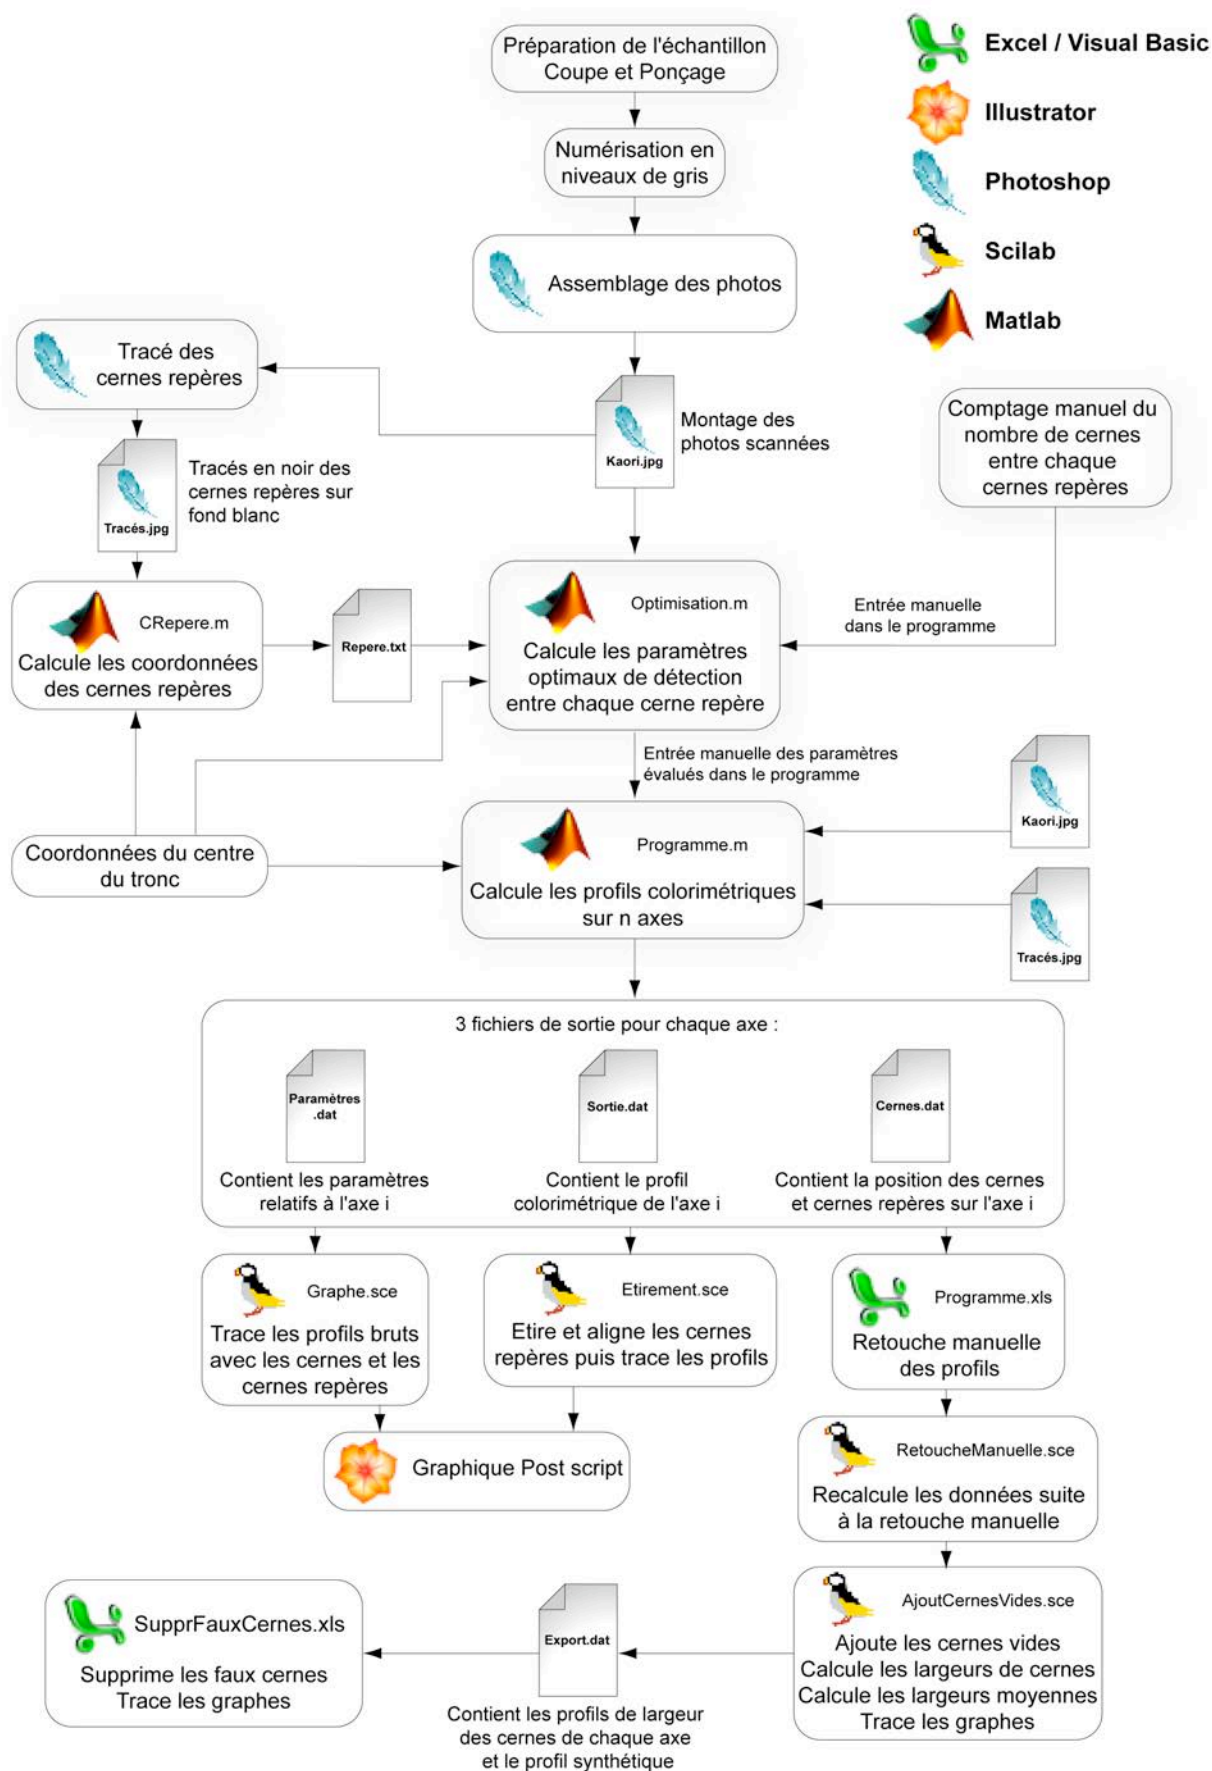 Préparation de l'échantillon
Coupe et Ponçage
Excel / Visual Basic
Illustrator
Photoshop
Scilab
Matlab
Numérisation en
niveaux de gris
Assemblage des photos
Tracé des
cernes repères
Kaori.jpg
Montage des
photos scannées
Comptage manuel du
nombre de cernes
entre chaque
cernes repères
Tracés.jpg
Tracés en noir des
cernes repères sur
fond blanc
CRepere.m
Calcule les coordonnées
des cernes repères
Repere.txt
Optimisation.m
Calcule les paramètres
optimaux de détection
entre chaque cerne repère
Entrée manuelle
dans le programme
Entrée manuelle des paramètres
évalués dans le programme
Kaori.jpg
Coordonnées du centre
du tronc
Programme.m
Calcule les profils colorimétriques
sur n axes
Tracés.jpg
3 fichiers de sortie pour chaque axe :
Paramètres
.dat
Contient les paramètres
relatifs à l'axe i
Sortie.dat
Contient le profil
colorimétrique de l'axe i
Cernes.dat
Contient la position des cernes
et cernes repères sur l'axe i
Graphe.sce
Trace les profils bruts
avec les cernes et les
cernes repères
Etirement.sce
Etire et aligne les cernes
repères puis trace les profils
Programme.xls
Retouche manuelle
des profils
Graphique Post script
RetoucheManuelle.sce
Recalcule les données suite
à la retouche manuelle
AjoutCernesVides.sce
Ajoute les cernes vides
Calcule les largeurs de cernes
Calcule les largeurs moyennes
Trace les graphes
Export.dat
Contient les profils de largeur
des cernes de chaque axe
et le profil synthétique
SupprFauxCernes.xls
Supprime les faux cernes
Trace les graphes